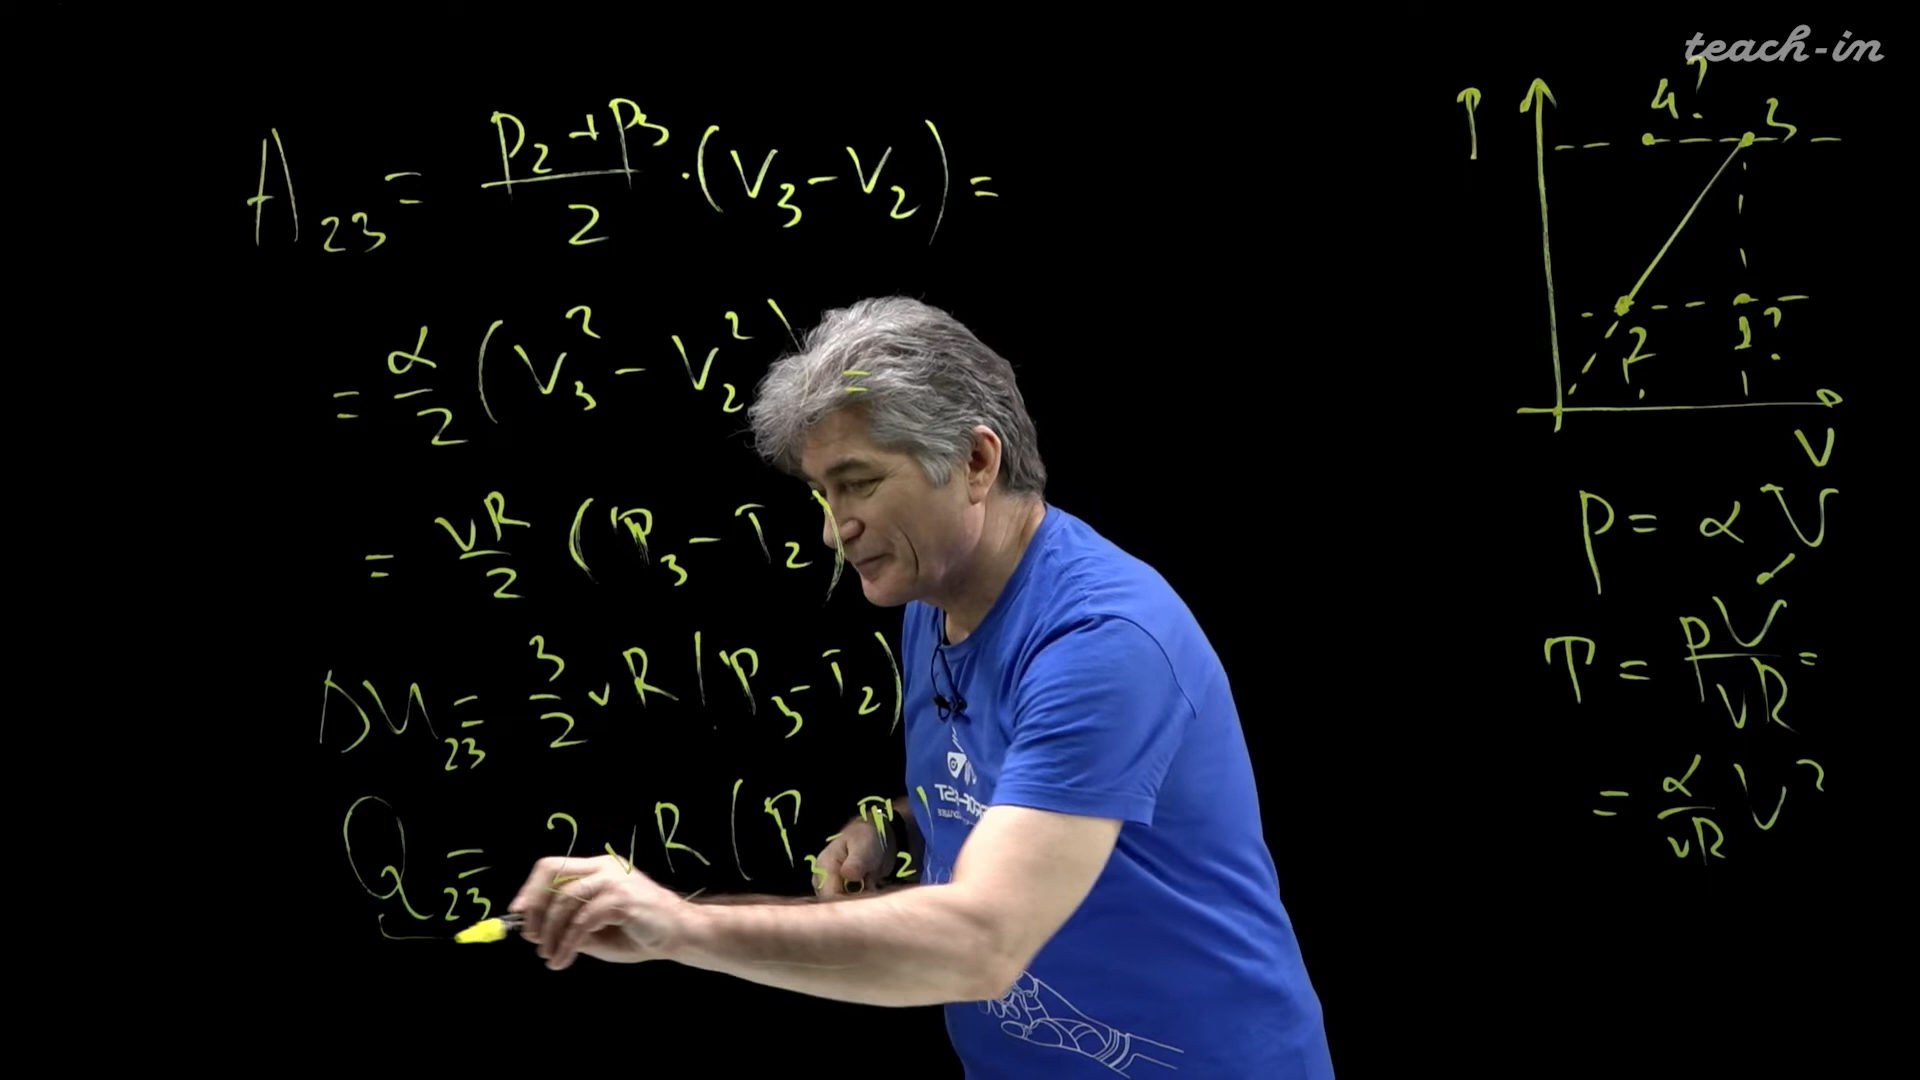 teach-in
A₂₃ = (p₂ + p₃)/2 · (V₃ − V₂) =
= α/2 (V₃² − V₂²) =
= νR/2 (T₃ − T₂)
ΔU₂₃ = 3/2 νR (T₃ − T₂)
Q₂₃ = 2νR (T₃ − T₂)
4?
3
2
1?
V
p = αV
T = pV/νR =
= α/νR V²